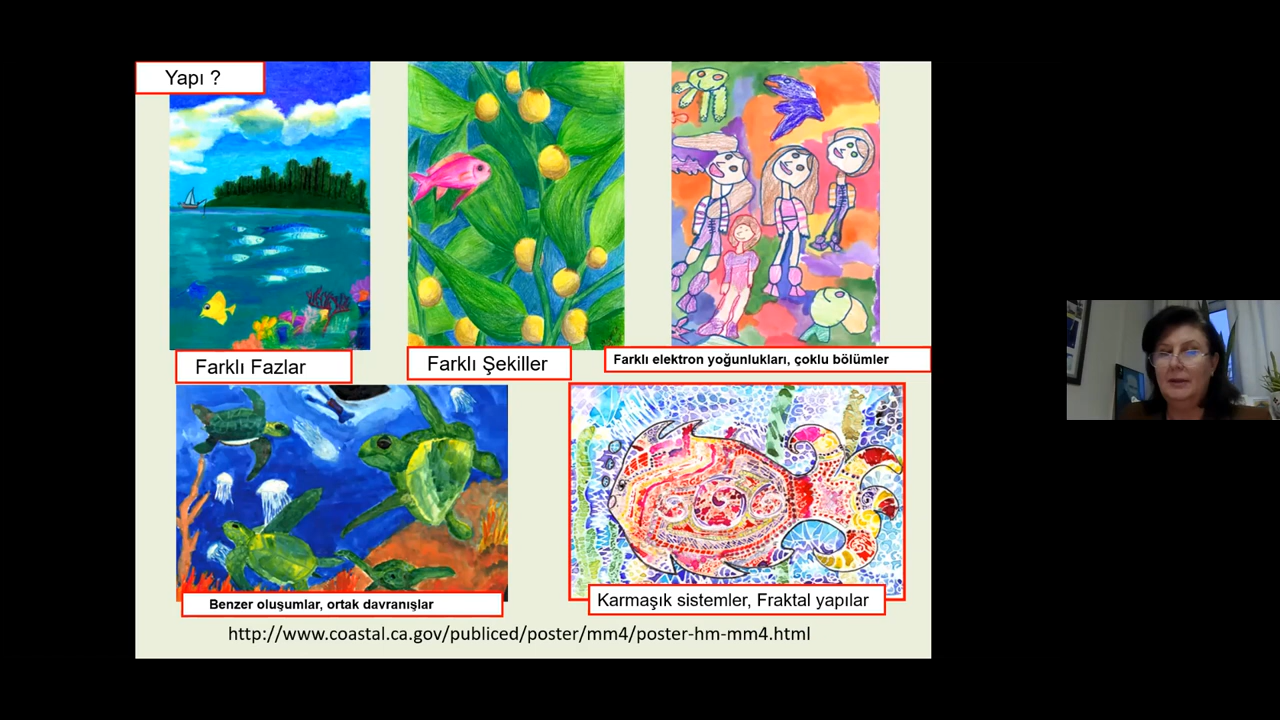 Yapı ?
Farklı Fazlar
Farklı Şekiller
Farklı elektron yoğunlukları, çoklu bölümler
Benzer oluşumlar, ortak davranışlar
Karmaşık sistemler, Fraktal yapılar
http://www.coastal.ca.gov/publiced/poster/mm4/poster-hm-mm4.html